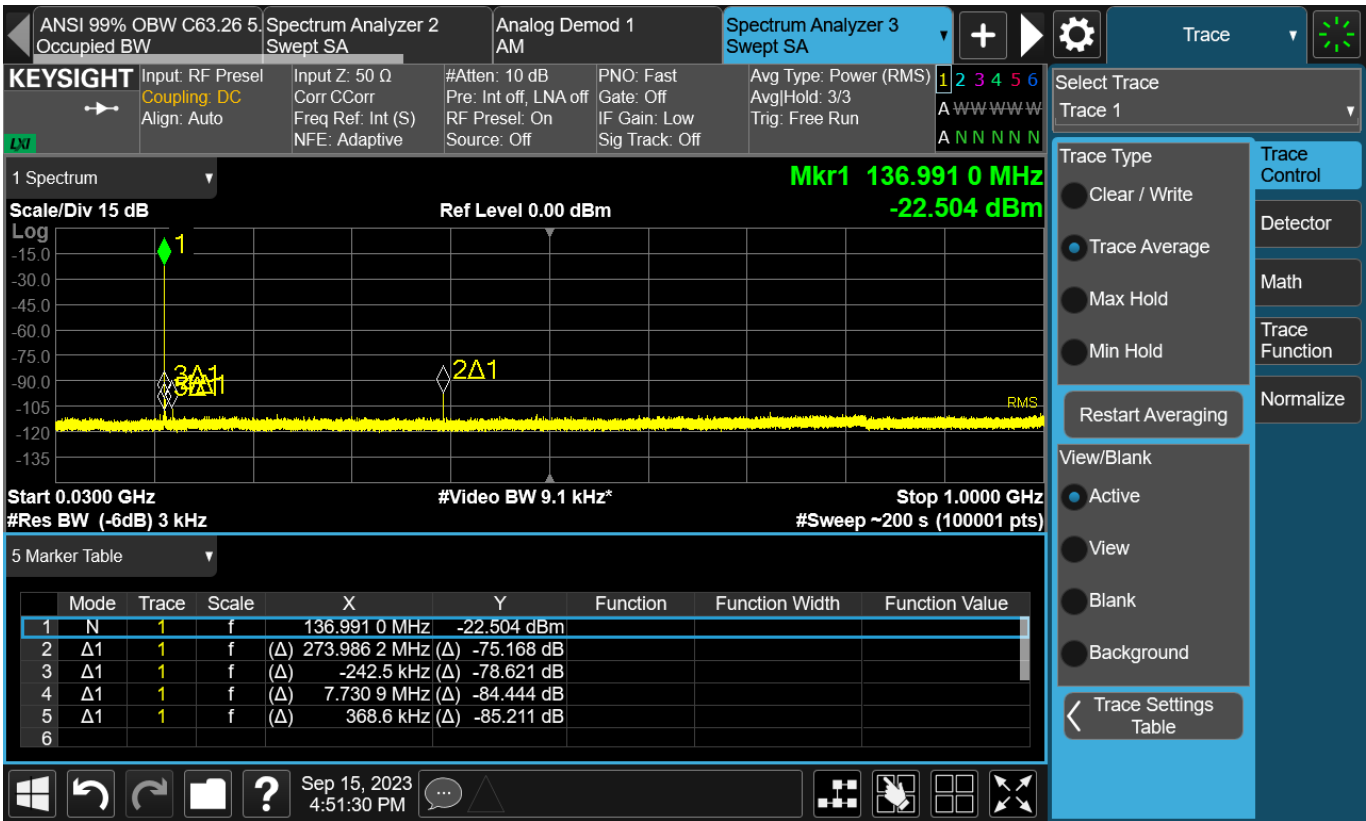 ANSI 99% OBW C63.26 5.
Occupied BW
Spectrum Analyzer 2
Swept SA
Analog Demod 1
AM
Spectrum Analyzer 3
Swept SA
Trace
KEYSIGHT
LXI
Input: RF Presel
Coupling: DC
Align: Auto
Input Z: 50 Ω
Corr CCorr
Freq Ref: Int (S)
NFE: Adaptive
#Atten: 10 dB
Pre: Int off, LNA off
RF Presel: On
Source: Off
PNO: Fast
Gate: Off
IF Gain: Low
Sig Track: Off
Avg Type: Power (RMS)
Avg|Hold: 3/3
Trig: Free Run
1 2 3 4 5 6
A W W W W W
A N N N N N
1 Spectrum
Mkr1 136.991 0 MHz
Scale/Div 15 dB
Ref Level 0.00 dBm
-22.504 dBm
Log
1
-15.0
-30.0
-45.0
-60.0
-75.0
-90.0
-105
-120
-135
3Δ1
2Δ1
RMS
Start 0.0300 GHz
#Video BW 9.1 kHz*
Stop 1.0000 GHz
#Res BW (-6dB) 3 kHz
#Sweep ~200 s (100001 pts)
5 Marker Table
Mode Trace Scale X Y Function Function Width Function Value
1 N 1 f 136.991 0 MHz -22.504 dBm
2 Δ1 1 f (Δ) 273.986 2 MHz (Δ) -75.168 dB
3 Δ1 1 f (Δ) -242.5 kHz (Δ) -78.621 dB
4 Δ1 1 f (Δ) 7.730 9 MHz (Δ) -84.444 dB
5 Δ1 1 f (Δ) 368.6 kHz (Δ) -85.211 dB
6
?
Sep 15, 2023
4:51:30 PM
Select Trace
Trace 1
Trace Type
Clear / Write
Trace Average
Max Hold
Min Hold
Restart Averaging
View/Blank
Active
View
Blank
Background
Trace Settings
Table
Trace
Control
Detector
Math
Trace
Function
Normalize